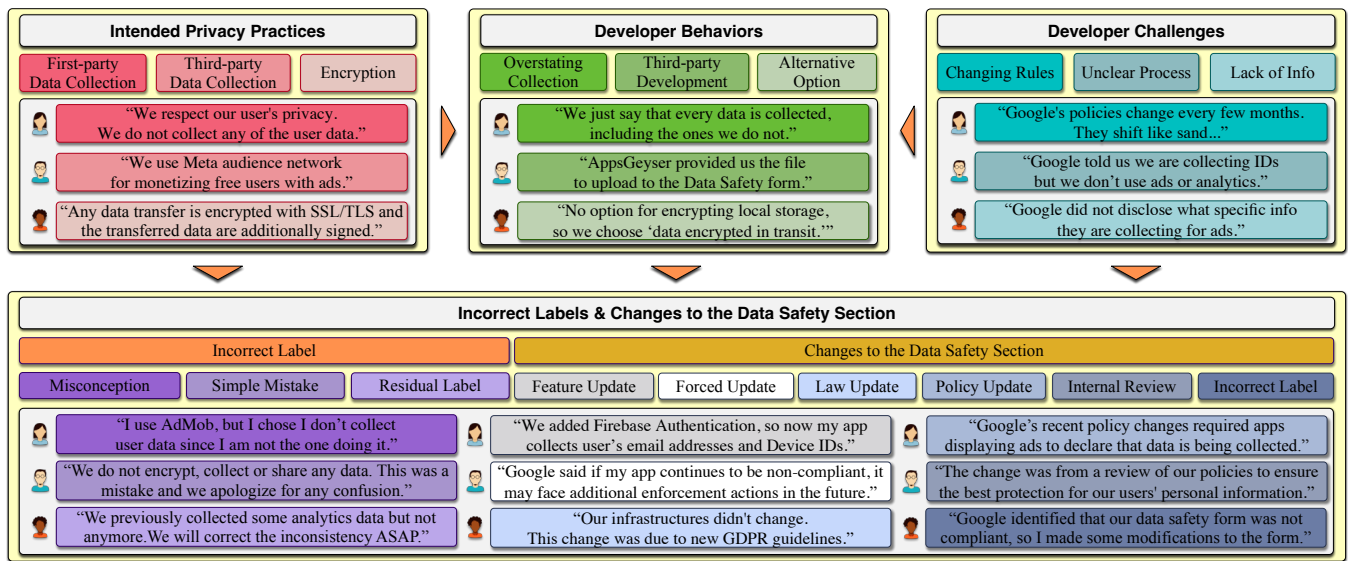 Intended Privacy Practices
First-party
Data Collection
Third-party
Data Collection
Encryption
“We respect our user's privacy.
We do not collect any of the user data.”
“We use Meta audience network
for monetizing free users with ads.”
“Any data transfer is encrypted with SSL/TLS and
the transferred data are additionally signed.”
Developer Behaviors
Overstating
Collection
Third-party
Development
Alternative
Option
“We just say that every data is collected,
including the ones we do not.”
“AppsGeyser provided us the file
to upload to the Data Safety form.”
“No option for encrypting local storage,
so we choose ‘data encrypted in transit.’”
Developer Challenges
Changing Rules
Unclear Process
Lack of Info
“Google's policies change every few months.
They shift like sand...”
“Google told us we are collecting IDs
but we don’t use ads or analytics.”
“Google did not disclose what specific info
they are collecting for ads.”
Incorrect Labels & Changes to the Data Safety Section
Incorrect Label
Changes to the Data Safety Section
Misconception
Simple Mistake
Residual Label
Feature Update
Forced Update
Law Update
Policy Update
Internal Review
Incorrect Label
“I use AdMob, but I chose I don’t collect
user data since I am not the one doing it.”
“We do not encrypt, collect or share any data. This was a
mistake and we apologize for any confusion.”
“We previously collected some analytics data but not
anymore.We will correct the inconsistency ASAP.”
“We added Firebase Authentication, so now my app
collects user’s email addresses and Device IDs.”
“Google said if my app continues to be non-compliant, it
may face additional enforcement actions in the future.”
“Our infrastructures didn't change.
This change was due to new GDPR guidelines.”
“Google’s recent policy changes required apps
displaying ads to declare that data is being collected.”
“The change was from a review of our policies to ensure
the best protection for our users' personal information.”
“Google identified that our data safety form was not
compliant, so I made some modifications to the form.”